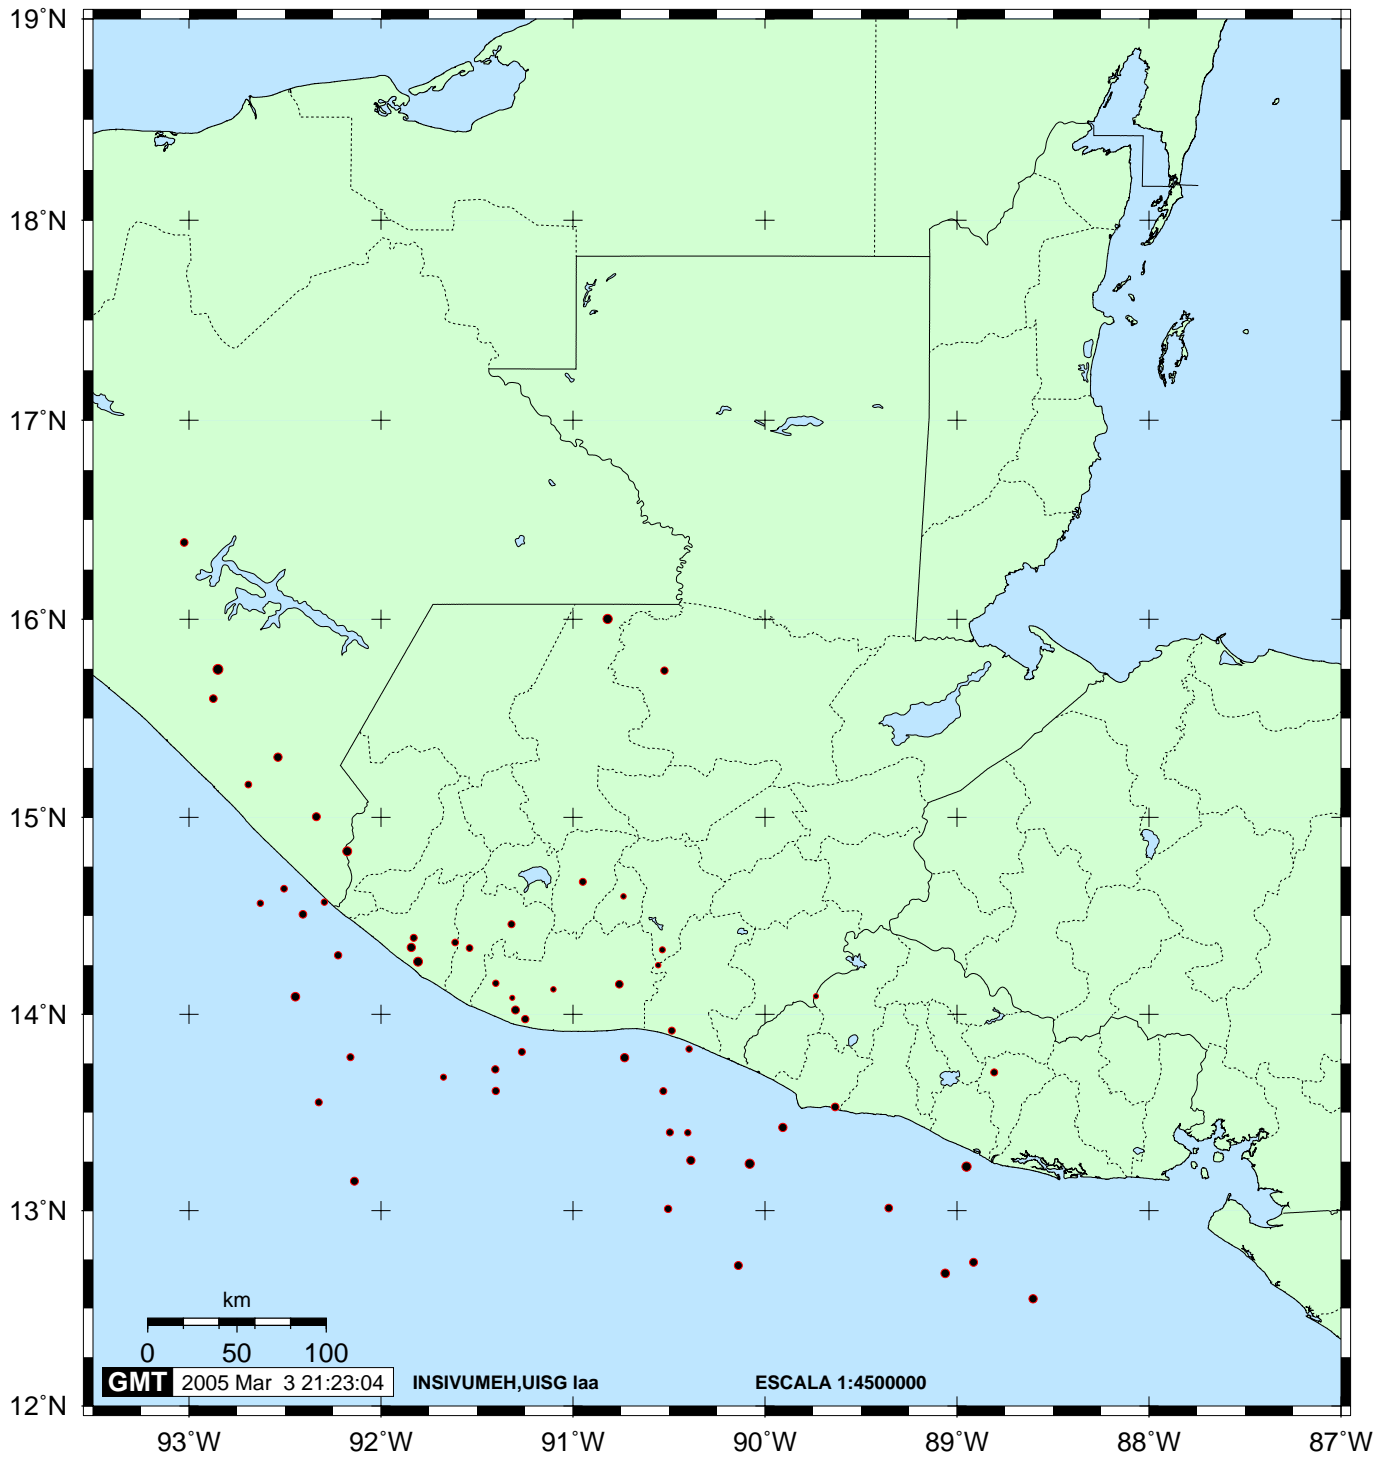 19°N
18°N
17°N
16°N
15°N
14°N
13°N
12°N
km
0 50 100
GMT 2005 Mar 3 21:23:04 INSIVUMEH,UISG laa ESCALA 1:4500000
93°W 92°W 91°W 90°W 89°W 88°W 87°W